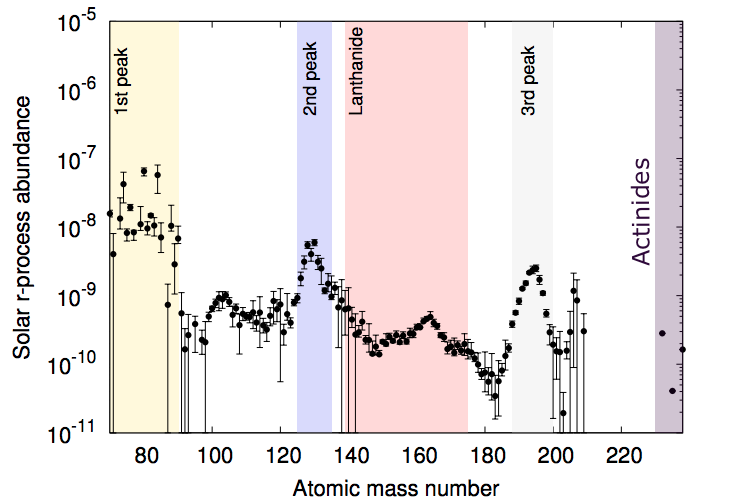 10-5
10-6
10-7
10-8
10-9
10-10
10-11
Solar r-process abundance
1st peak
2nd peak
Lanthanide
3rd peak
Actinides
80 100 120 140 160 180 200 220
Atomic mass number